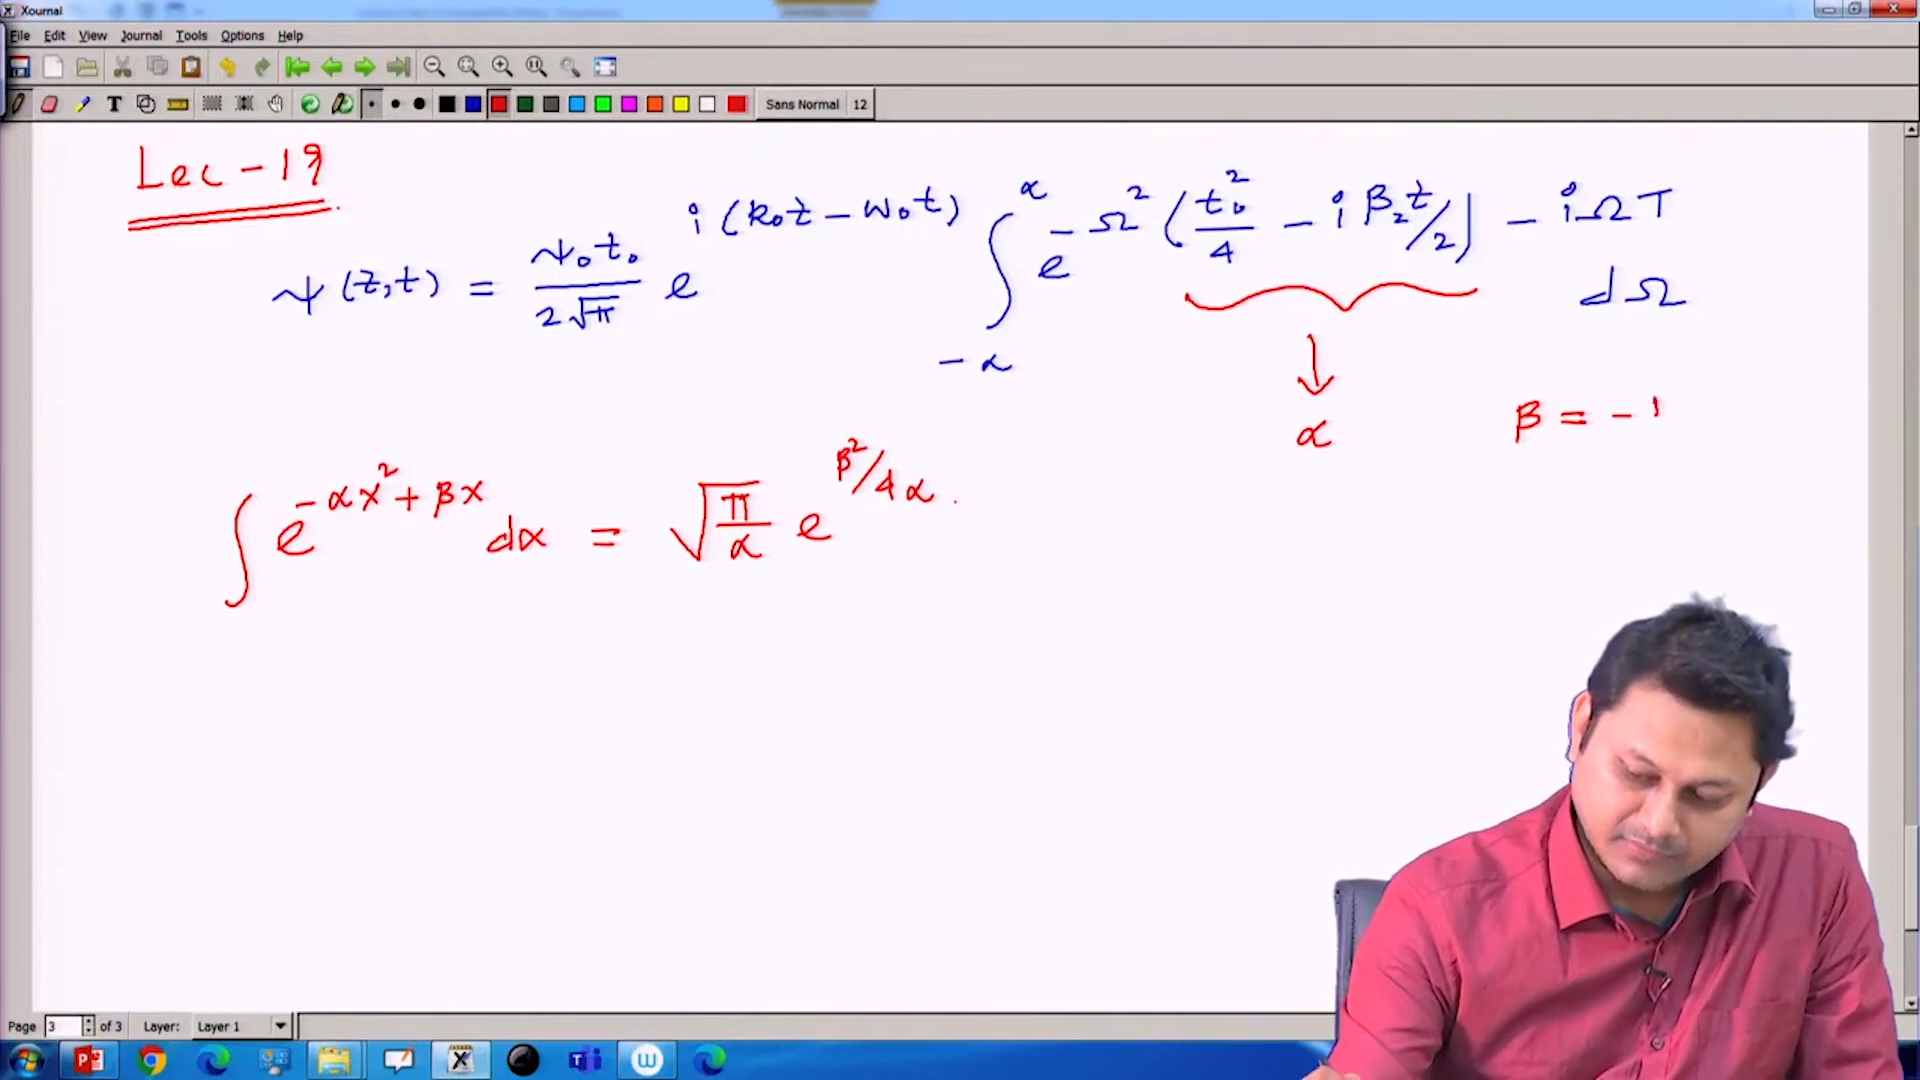 Xournal
File Edit View Journal Tools Options Help
Sans Normal 12
Lec - 19
ψ(z,t) = ψ₀t₀/2√π e^{i(k₀z - ω₀t)} ∫_{-α}^{α} e^{-Ω²(t₀²/4 - iβ₂z/2) - iΩT} dΩ
α
β = - i
∫ e^{-αx² + βx} dx = √(π/α) e^{β²/4α}.
Page 3 of 3 Layer: Layer 1